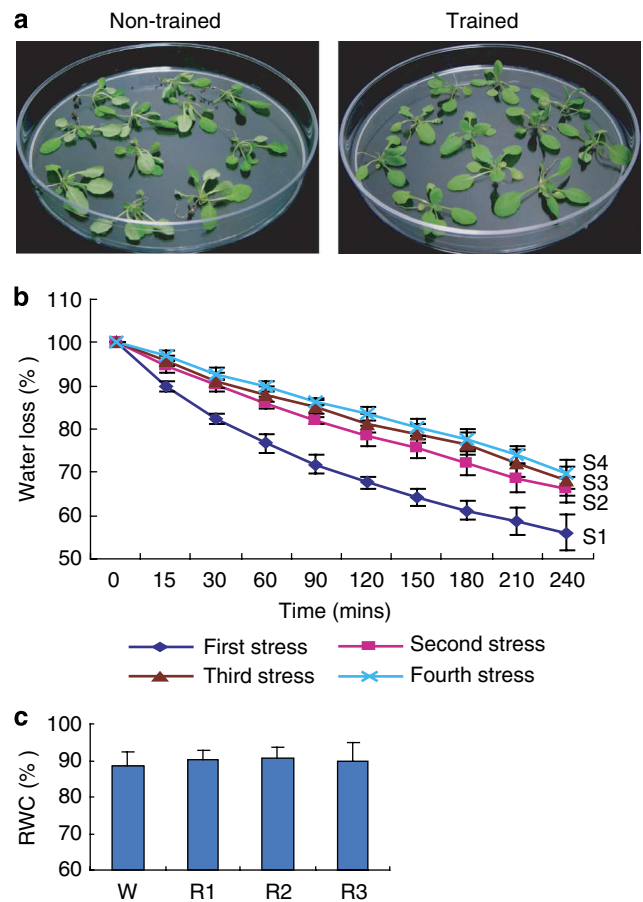 a Non-trained Trained
b
110
100
90
80
70
60
50
Water loss (% )
S4
S3
S2
S1
0 15 30 60 90 120 150 180 210 240
Time (mins)
First stress Second stress
Third stress Fourth stress
c
100
90
80
70
60
RWC (% )
W R1 R2 R3